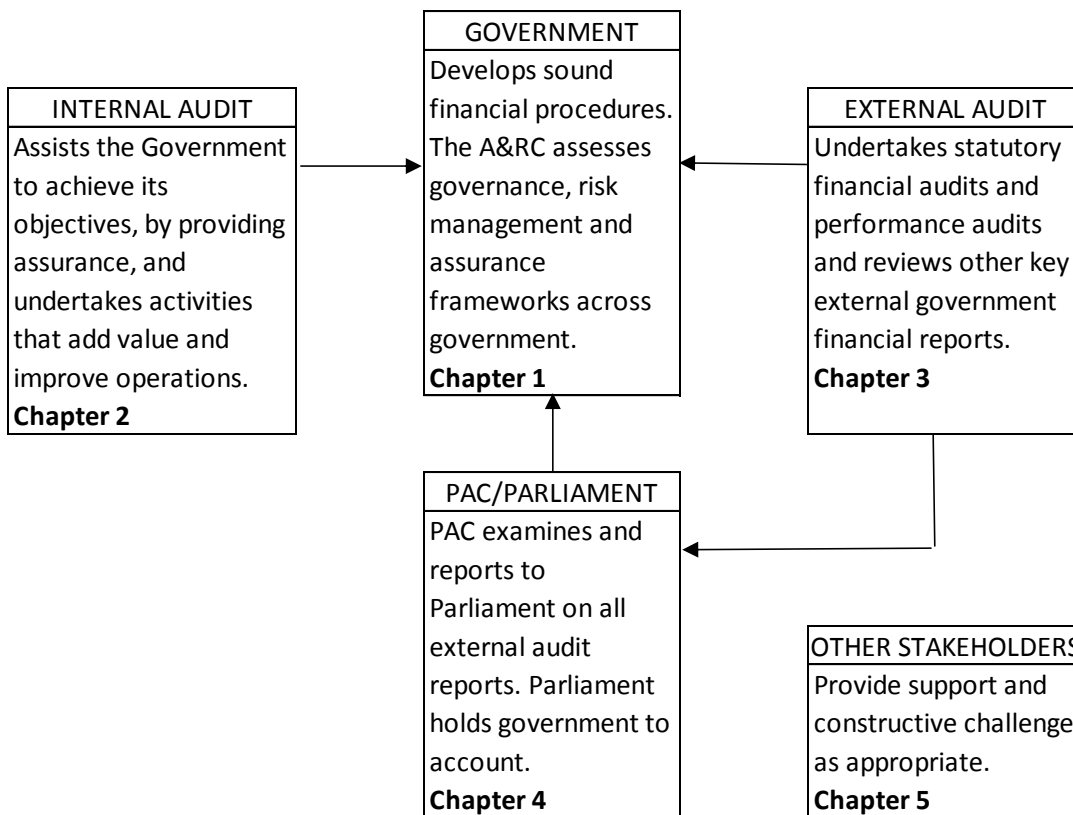 GOVERNMENT
Develops sound
financial procedures.
The A&RC assesses
governance, risk
management and
assurance
frameworks across
government.
Chapter 1
INTERNAL AUDIT
Assists the Government
to achieve its
objectives, by providing
assurance, and
undertakes activities
that add value and
improve operations.
Chapter 2
EXTERNAL AUDIT
Undertakes statutory
financial audits and
performance audits
and reviews other key
external government
financial reports.
Chapter 3
PAC/PARLIAMENT
PAC examines and
reports to
Parliament on all
external audit
reports. Parliament
holds government to
account.
Chapter 4
OTHER STAKEHOLDERS
Provide support and
constructive challenge
as appropriate.
Chapter 5